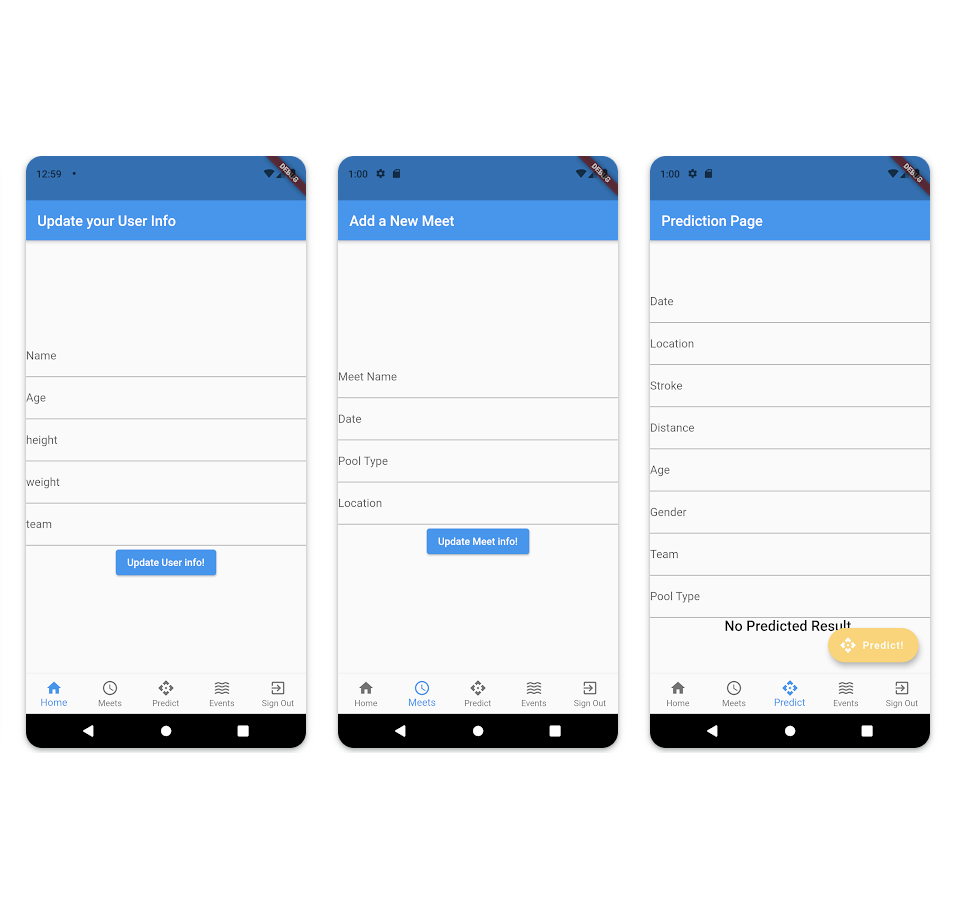 12:59
DEBUG
Update your User Info
Name
Age
height
weight
team
Update User info!
Home
Meets
Predict
Events
Sign Out
1:00
DEBUG
Add a New Meet
Meet Name
Date
Pool Type
Location
Update Meet info!
Home
Meets
Predict
Events
Sign Out
1:00
DEBUG
Prediction Page
Date
Location
Stroke
Distance
Age
Gender
Team
Pool Type
No Predicted Result
Predict!
Home
Meets
Predict
Events
Sign Out